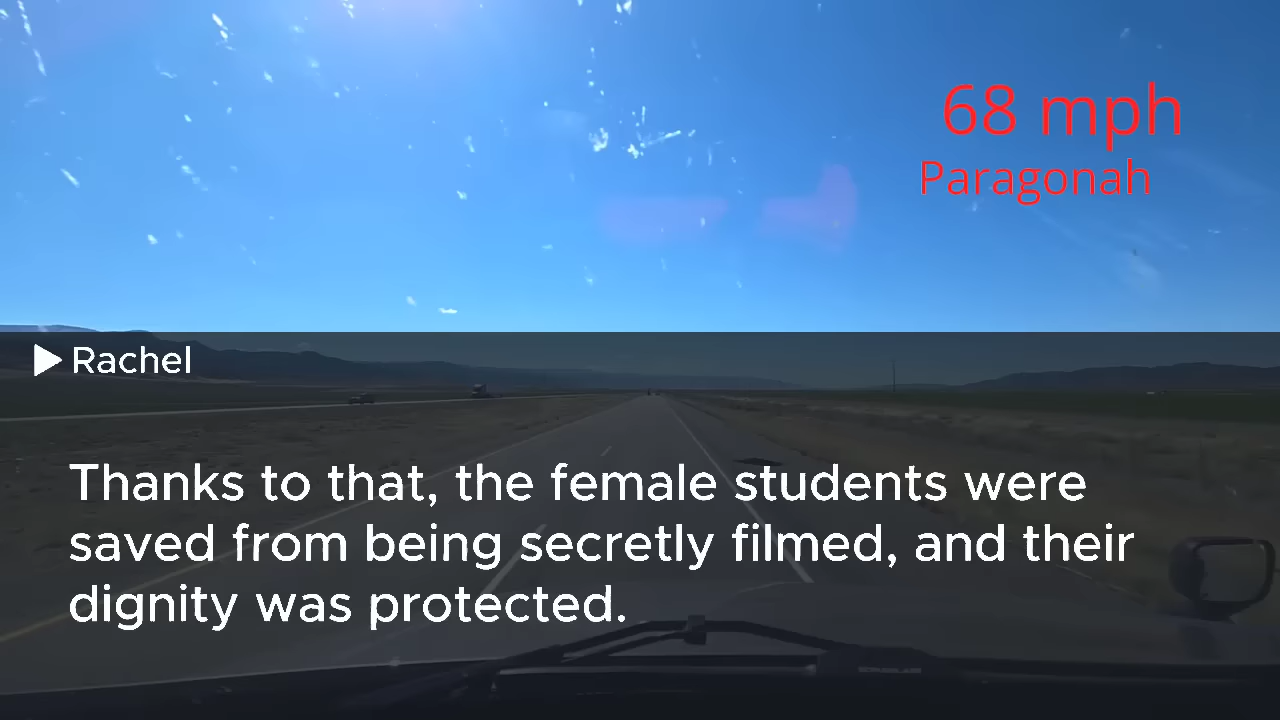 68 mph
Paragonah
Rachel
Thanks to that, the female students were
saved from being secretly filmed, and their
dignity was protected.